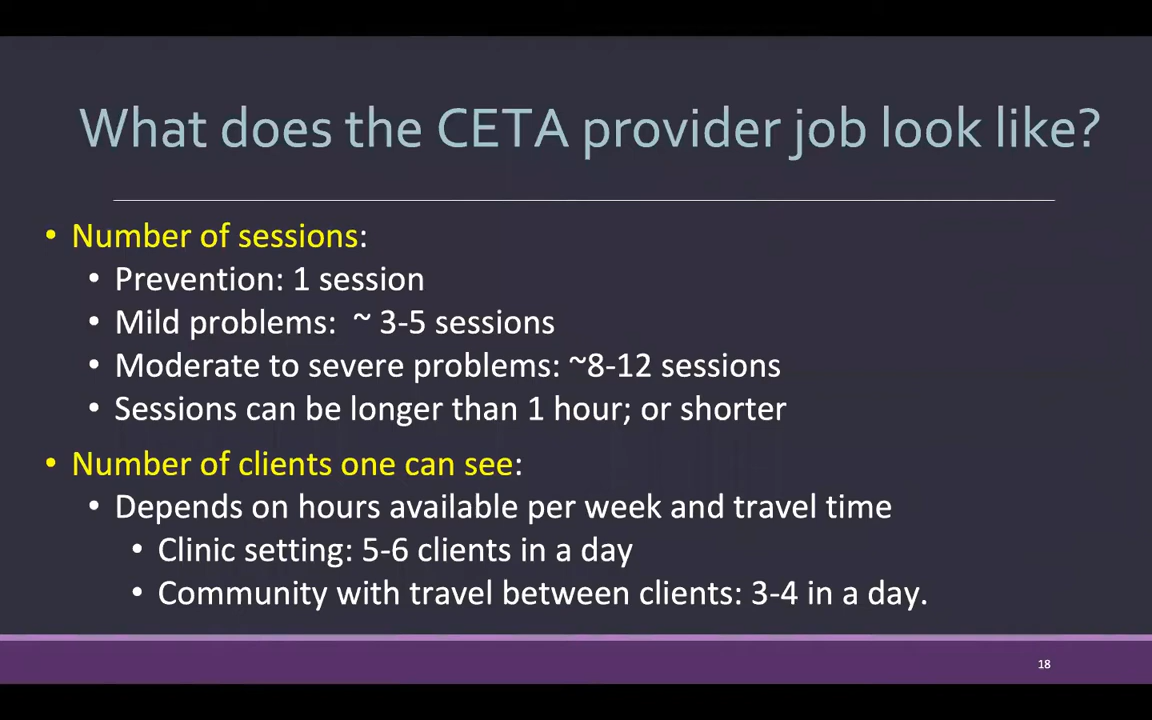 What does the CETA provider job look like?
• Number of sessions:
• Prevention: 1 session
• Mild problems:  ~ 3-5 sessions
• Moderate to severe problems: ~8-12 sessions
• Sessions can be longer than 1 hour; or shorter
• Number of clients one can see:
• Depends on hours available per week and travel time
• Clinic setting: 5-6 clients in a day
• Community with travel between clients: 3-4 in a day.
18